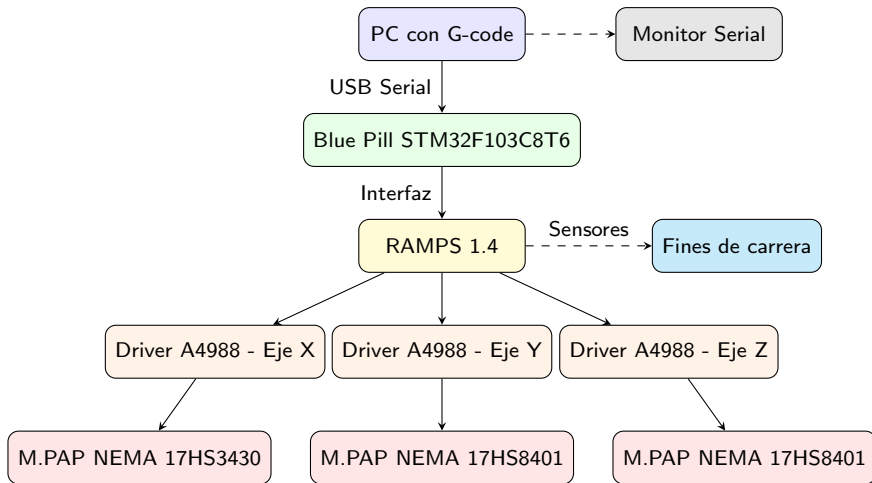 PC con G-code
Monitor Serial
USB Serial
Blue Pill STM32F103C8T6
Interfaz
RAMPS 1.4
Sensores
Fines de carrera
Driver A4988 - Eje X
Driver A4988 - Eje Y
Driver A4988 - Eje Z
M.PAP NEMA 17HS3430
M.PAP NEMA 17HS8401
M.PAP NEMA 17HS8401